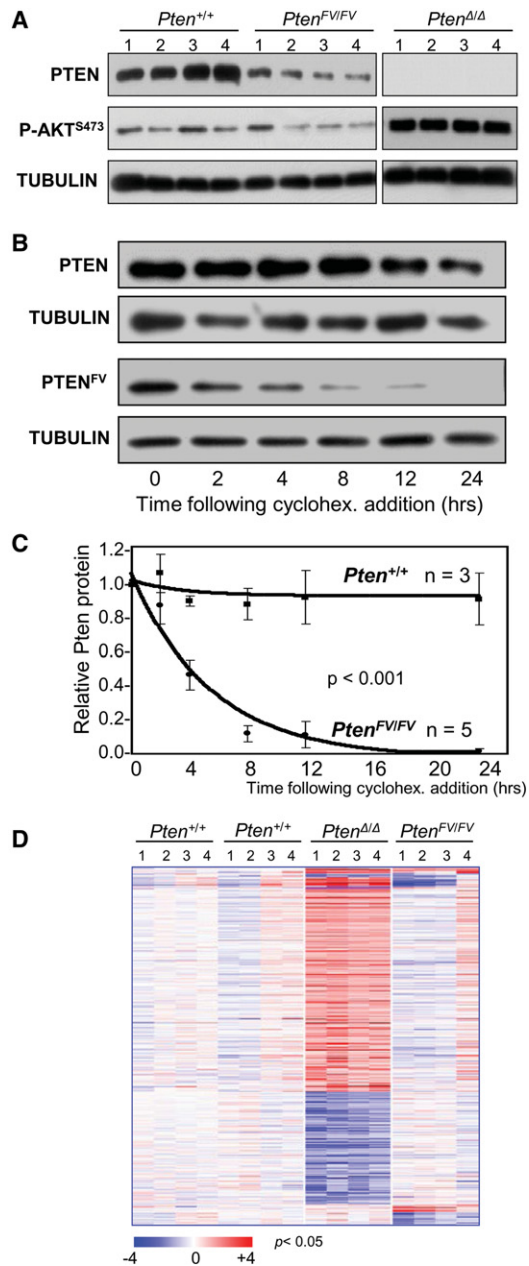 A
Pten+/+ PtenFV/FV PtenΔ/Δ
1 2 3 4 1 2 3 4 1 2 3 4
PTEN
P-AKTS473
TUBULIN
B
PTEN
TUBULIN
PTENFV
TUBULIN
0 2 4 8 12 24
Time following cyclohex. addition (hrs)
C
Relative Pten protein
1.2
1.0
0.8
0.6
0.4
0.2
0.0
Pten+/+ n = 3
p < 0.001
PtenFV/FV n = 5
0 4 8 12 16 20 24
Time following cyclohex. addition (hrs)
D
Pten+/+ Pten+/+ PtenΔ/Δ PtenFV/FV
1 2 3 4 1 2 3 4 1 2 3 4 1 2 3 4
-4 0 +4
p< 0.05